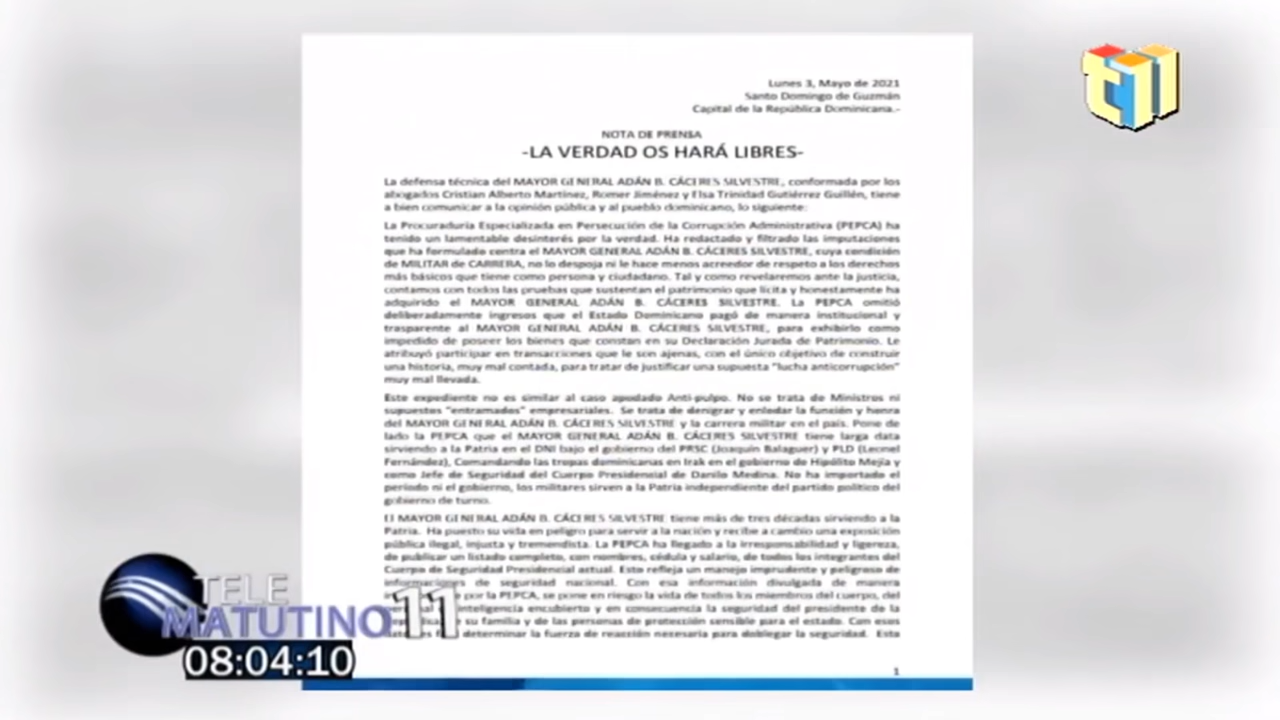 t11
Lunes 3, Mayo de 2021
Santo Domingo de Guzmán
Capital de la República Dominicana.-
NOTA DE PRENSA
-LA VERDAD OS HARÁ LIBRES-
La defensa técnica del MAYOR GENERAL ADÁN B. CÁCERES SILVESTRE, conformada por los
abogados Cristian Alberto Martínez, Romer Jiménez y Elsa Trinidad Gutiérrez Guillén, tiene
a bien comunicar a la opinión pública y al pueblo dominicano, lo siguiente:
La Procuraduría Especializada en Persecución de la Corrupción Administrativa (PEPCA) ha
tenido un lamentable desinterés por la verdad. Ha redactado y filtrado las imputaciones
que ha formulado contra el MAYOR GENERAL ADÁN B. CÁCERES SILVESTRE, cuya condición
de MILITAR de CARRERA, no lo despoja ni le hace menos acreedor de respeto a los derechos
más básicos que tiene como persona y ciudadano. Tal y como revelaremos ante la justicia,
contamos con todos las pruebas que sustentan el patrimonio que lícita y honestamente ha
adquirido el MAYOR GENERAL ADÁN B. CÁCERES SILVESTRE. La PEPCA omitió
deliberadamente ingresos que el Estado Dominicano pagó de manera institucional y
trasparente al MAYOR GENERAL ADÁN B. CÁCERES SILVESTRE, para exhibirlo como
impedido de poseer los bienes que constan en su Declaración Jurada de Patrimonio. Le
atribuyó participar en transacciones que le son ajenas, con el único objetivo de construir
una historia, muy mal contada, para tratar de justificar una supuesta "lucha anticorrupción"
muy mal llevada.
Este expediente no es similar al caso apodado Anti-pulpo. No se trata de Ministros ni
supuestos "entramados" empresariales. Se trata de denigrar y enlodar la función y honra
del MAYOR GENERAL ADÁN B. CÁCERES SILVESTRE y la carrera militar en el país. Pone de
lado la PEPCA que el MAYOR GENERAL ADÁN B. CÁCERES SILVESTRE tiene larga data
sirviendo a la Patria en el DNI bajo el gobierno del PRSC (Joaquín Balaguer) y PLD (Leonel
Fernández), Comandando las tropas dominicanas en Irak en el gobierno de Hipólito Mejía y
como Jefe de Seguridad del Cuerpo Presidencial de Danilo Medina. No ha importado el
período ni el gobierno, los militares sirven a la Patria independiente del partido político del
gobierno de turno.
El MAYOR GENERAL ADÁN B. CÁCERES SILVESTRE tiene más de tres décadas sirviendo a la
Patria. Ha puesto su vida en peligro para servir a la nación y recibe a cambio una exposición
pública ilegal, injusta y tremendista. La PEPCA ha llegado a la irresponsabilidad y ligereza,
de publicar un listado completo, con nombres, cédula y salario, de todos los integrantes del
Cuerpo de Seguridad Presidencial actual. Esto refleja un manejo imprudente y peligroso de
informaciones de seguridad nacional. Con esa información divulgada de manera
por la PEPCA, se pone en riesgo la vida de todos los miembros del cuerpo, del
inteligencia encubierto y en consecuencia la seguridad del presidente de la
su familia y de las personas de protección sensible para el estado. Con esos
determinar la fuerza de reacción necesaria para doblegar la seguridad. Esta
1
TELE
MATUTINO 11
08:04:10